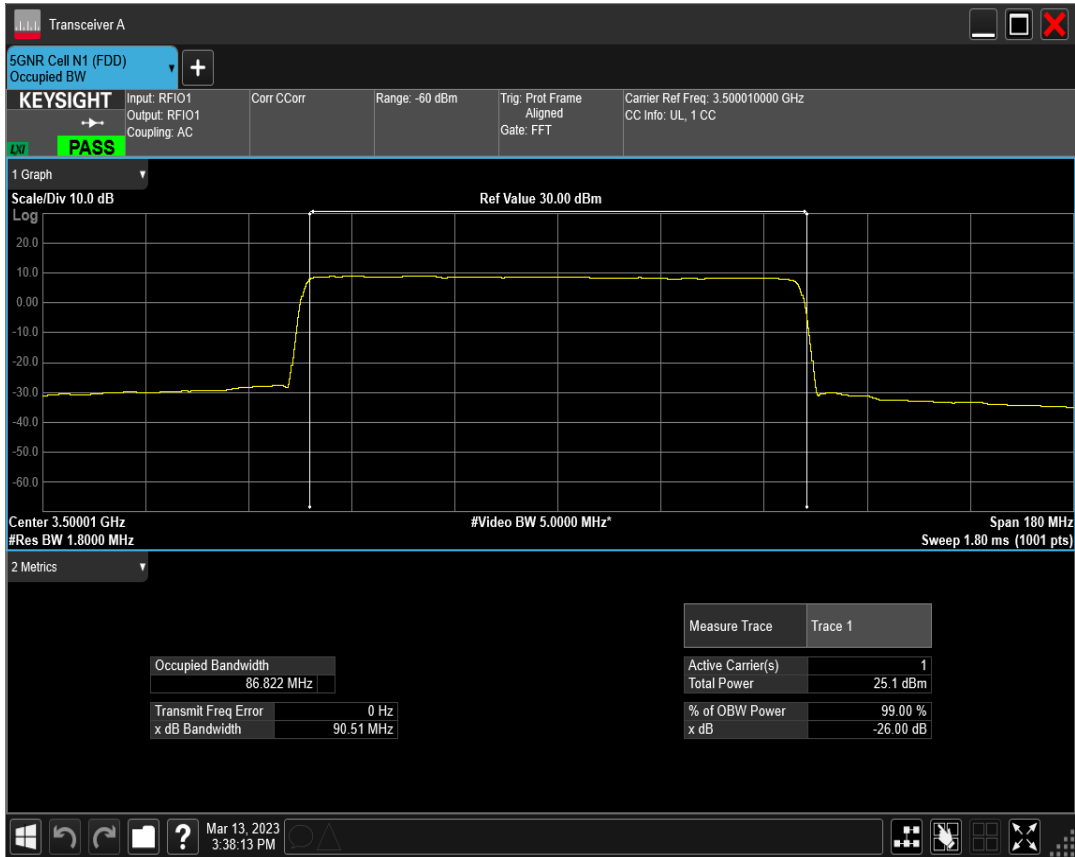 Transceiver A
5GNR Cell N1 (FDD)
Occupied BW
+
KEYSIGHT
LXI
PASS
Input: RFIO1
Output: RFIO1
Coupling: AC
Corr CCorr
Range: -60 dBm
Trig: Prot Frame
Aligned
Gate: FFT
Carrier Ref Freq: 3.500010000 GHz
CC Info: UL, 1 CC
1 Graph
Scale/Div 10.0 dB
Ref Value 30.00 dBm
Log
20.0
10.0
0.00
-10.0
-20.0
-30.0
-40.0
-50.0
-60.0
Center 3.50001 GHz
#Video BW 5.0000 MHz*
Span 180 MHz
#Res BW 1.8000 MHz
Sweep 1.80 ms (1001 pts)
2 Metrics
Measure Trace Trace 1
Occupied Bandwidth
86.822 MHz
Active Carrier(s) 1
Total Power 25.1 dBm
Transmit Freq Error 0 Hz
x dB Bandwidth 90.51 MHz
% of OBW Power 99.00 %
x dB -26.00 dB
?
Mar 13, 2023
3:38:13 PM